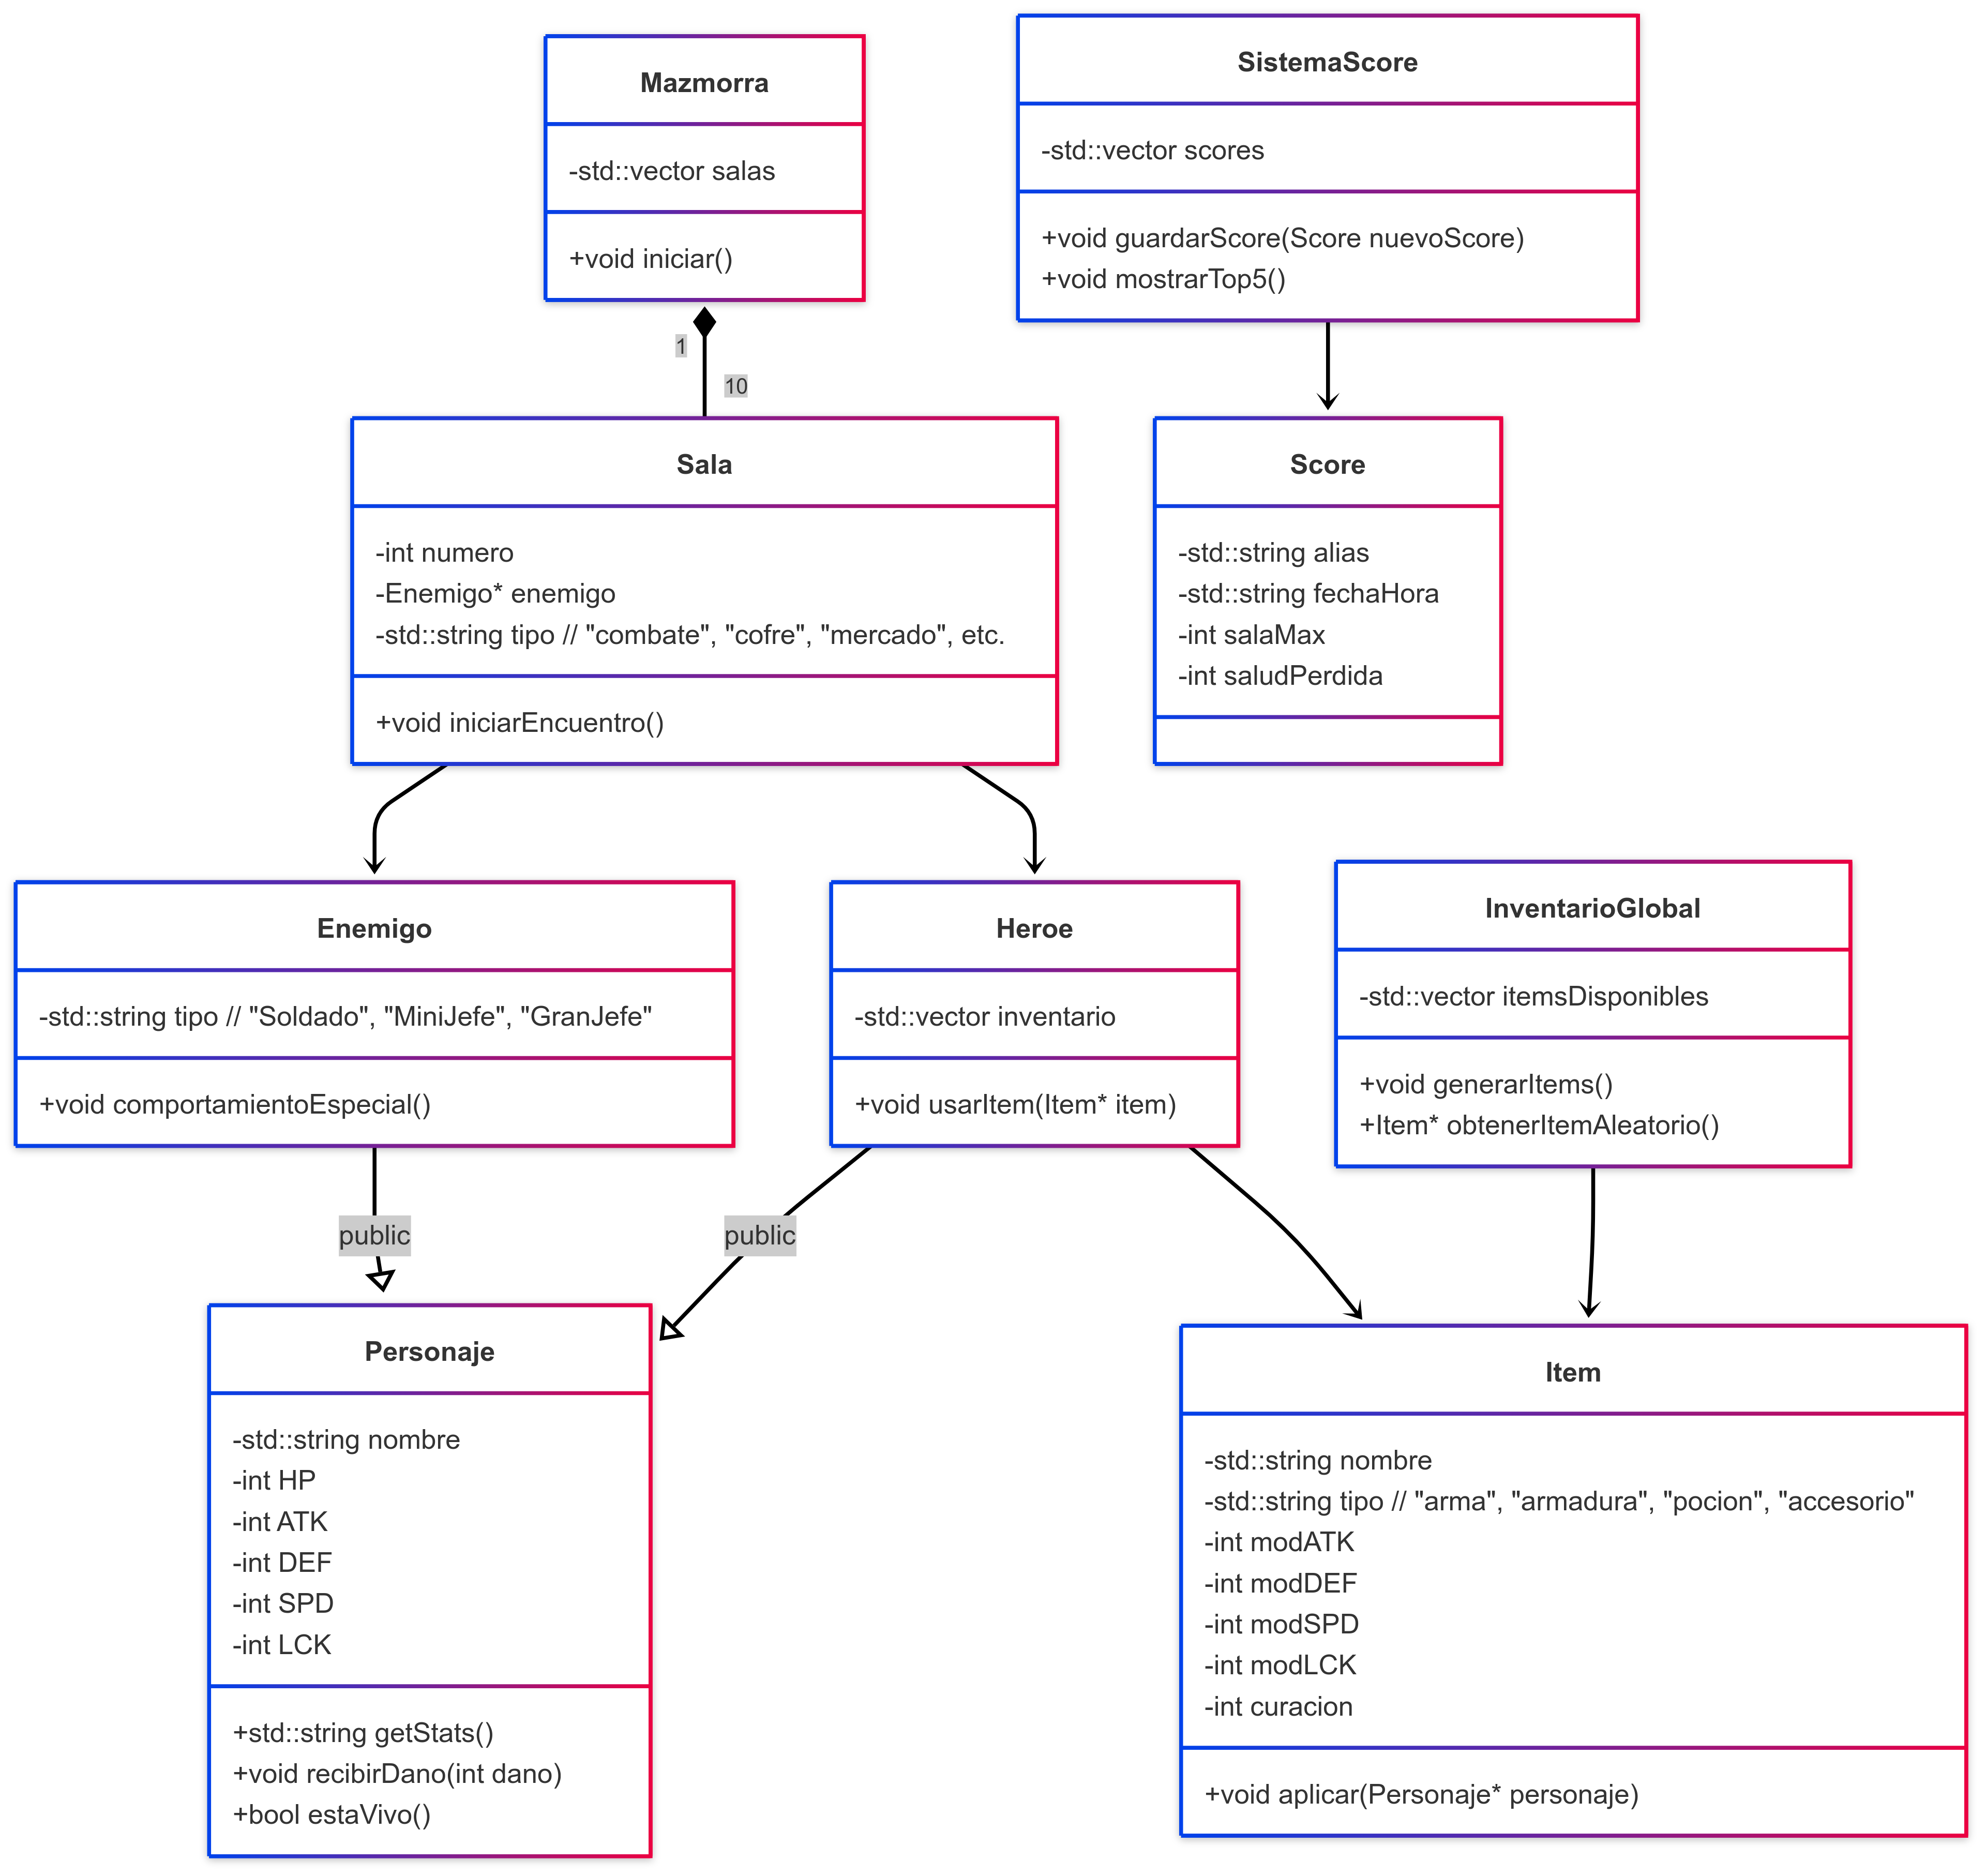 Mazmorra
-std::vector salas
+void iniciar()
SistemaScore
-std::vector scores
+void guardarScore(Score nuevoScore)
+void mostrarTop5()
1
10
Sala
-int numero
-Enemigo* enemigo
-std::string tipo // "combate", "cofre", "mercado", etc.
+void iniciarEncuentro()
Score
-std::string alias
-std::string fechaHora
-int salaMax
-int saludPerdida
Enemigo
-std::string tipo // "Soldado", "MiniJefe", "GranJefe"
+void comportamientoEspecial()
Heroe
-std::vector inventario
+void usarItem(Item* item)
InventarioGlobal
-std::vector itemsDisponibles
+void generarItems()
+Item* obtenerItemAleatorio()
public
public
Personaje
-std::string nombre
-int HP
-int ATK
-int DEF
-int SPD
-int LCK
+std::string getStats()
+void recibirDano(int dano)
+bool estaVivo()
Item
-std::string nombre
-std::string tipo // "arma", "armadura", "pocion", "accesorio"
-int modATK
-int modDEF
-int modSPD
-int modLCK
-int curacion
+void aplicar(Personaje* personaje)